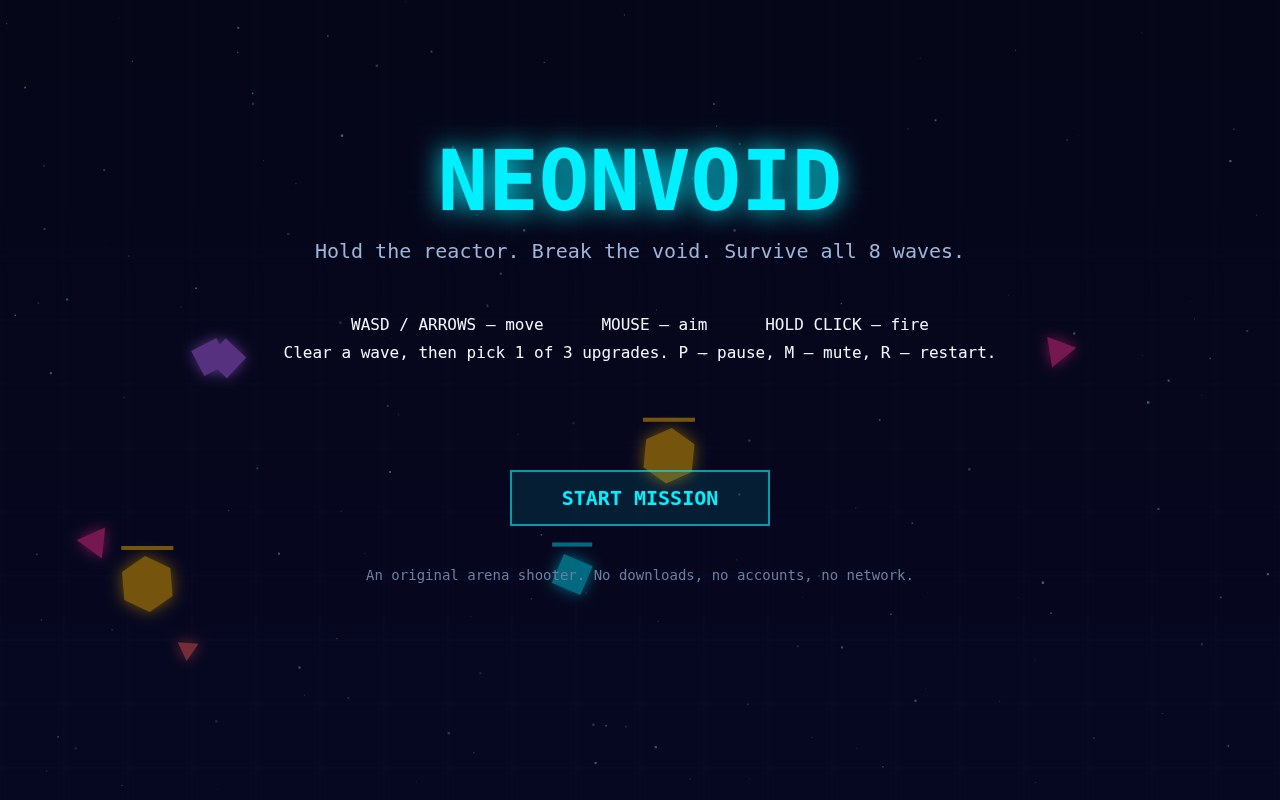 NEONVOID
Hold the reactor. Break the void. Survive all 8 waves.
WASD / ARROWS — move MOUSE — aim HOLD CLICK — fire
Clear a wave, then pick 1 of 3 upgrades. P — pause, M — mute, R — restart.
START MISSION
An original arena shooter. No downloads, no accounts, no network.